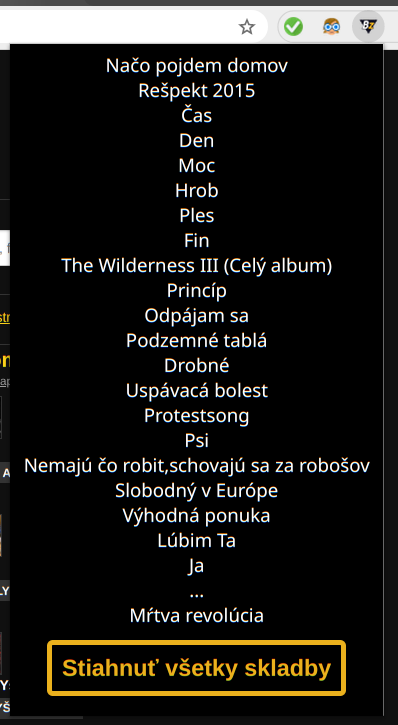 Načo pojdem domov
Rešpekt 2015
Čas
Den
Moc
Hrob
Ples
Fin
The Wilderness III (Celý album)
Princíp
Odpájam sa
Podzemné tablá
Drobné
Uspávacá bolest
Protestsong
Psi
Nemajú čo robit,schovajú sa za robošov
Slobodný v Európe
Výhodná ponuka
Lúbim Ta
Ja
...
Mŕtva revolúcia
Stiahnuť všetky skladby